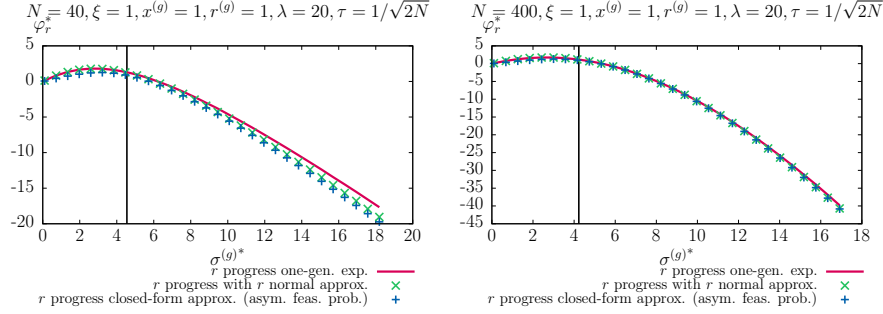 N = 40, ξ = 1, x^(g) = 1, r^(g) = 1, λ = 20, τ = 1/√2N
φ_r^*
5
0
-5
-10
-15
-20
0 2 4 6 8 10 12 14 16 18 20
σ^(g)*
r progress one-gen. exp.
r progress with r normal approx.
r progress closed-form approx. (asym. feas. prob.)
N = 400, ξ = 1, x^(g) = 1, r^(g) = 1, λ = 20, τ = 1/√2N
φ_r^*
5
0
-5
-10
-15
-20
-25
-30
-35
-40
-45
0 2 4 6 8 10 12 14 16 18
σ^(g)*
r progress one-gen. exp.
r progress with r normal approx.
r progress closed-form approx. (asym. feas. prob.)